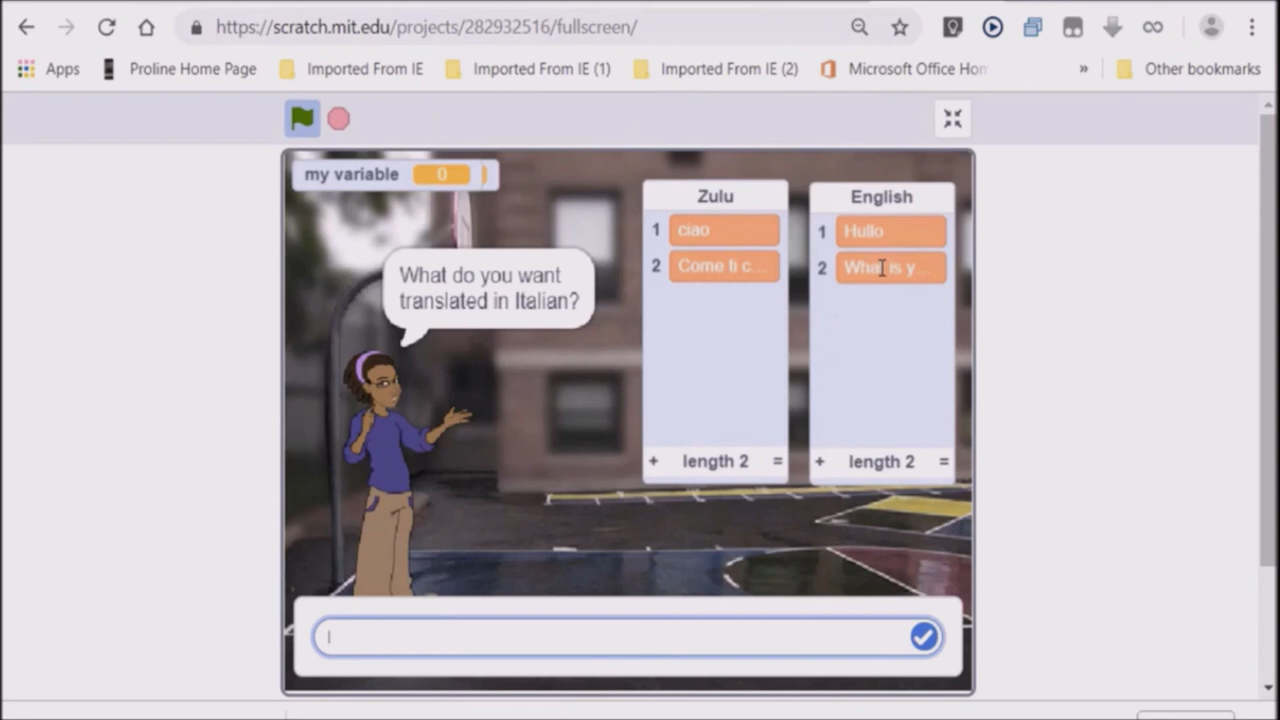 https://scratch.mit.edu/projects/282932516/fullscreen/
Apps Proline Home Page Imported From IE Imported From IE (1) Imported From IE (2) Microsoft Office Hom » Other bookmarks
my variable 0
Zulu
1 ciao
2 Come ti c...
+ length 2 =
English
1 Hullo
2 What is y...
+ length 2 =
What do you want
translated in Italian?